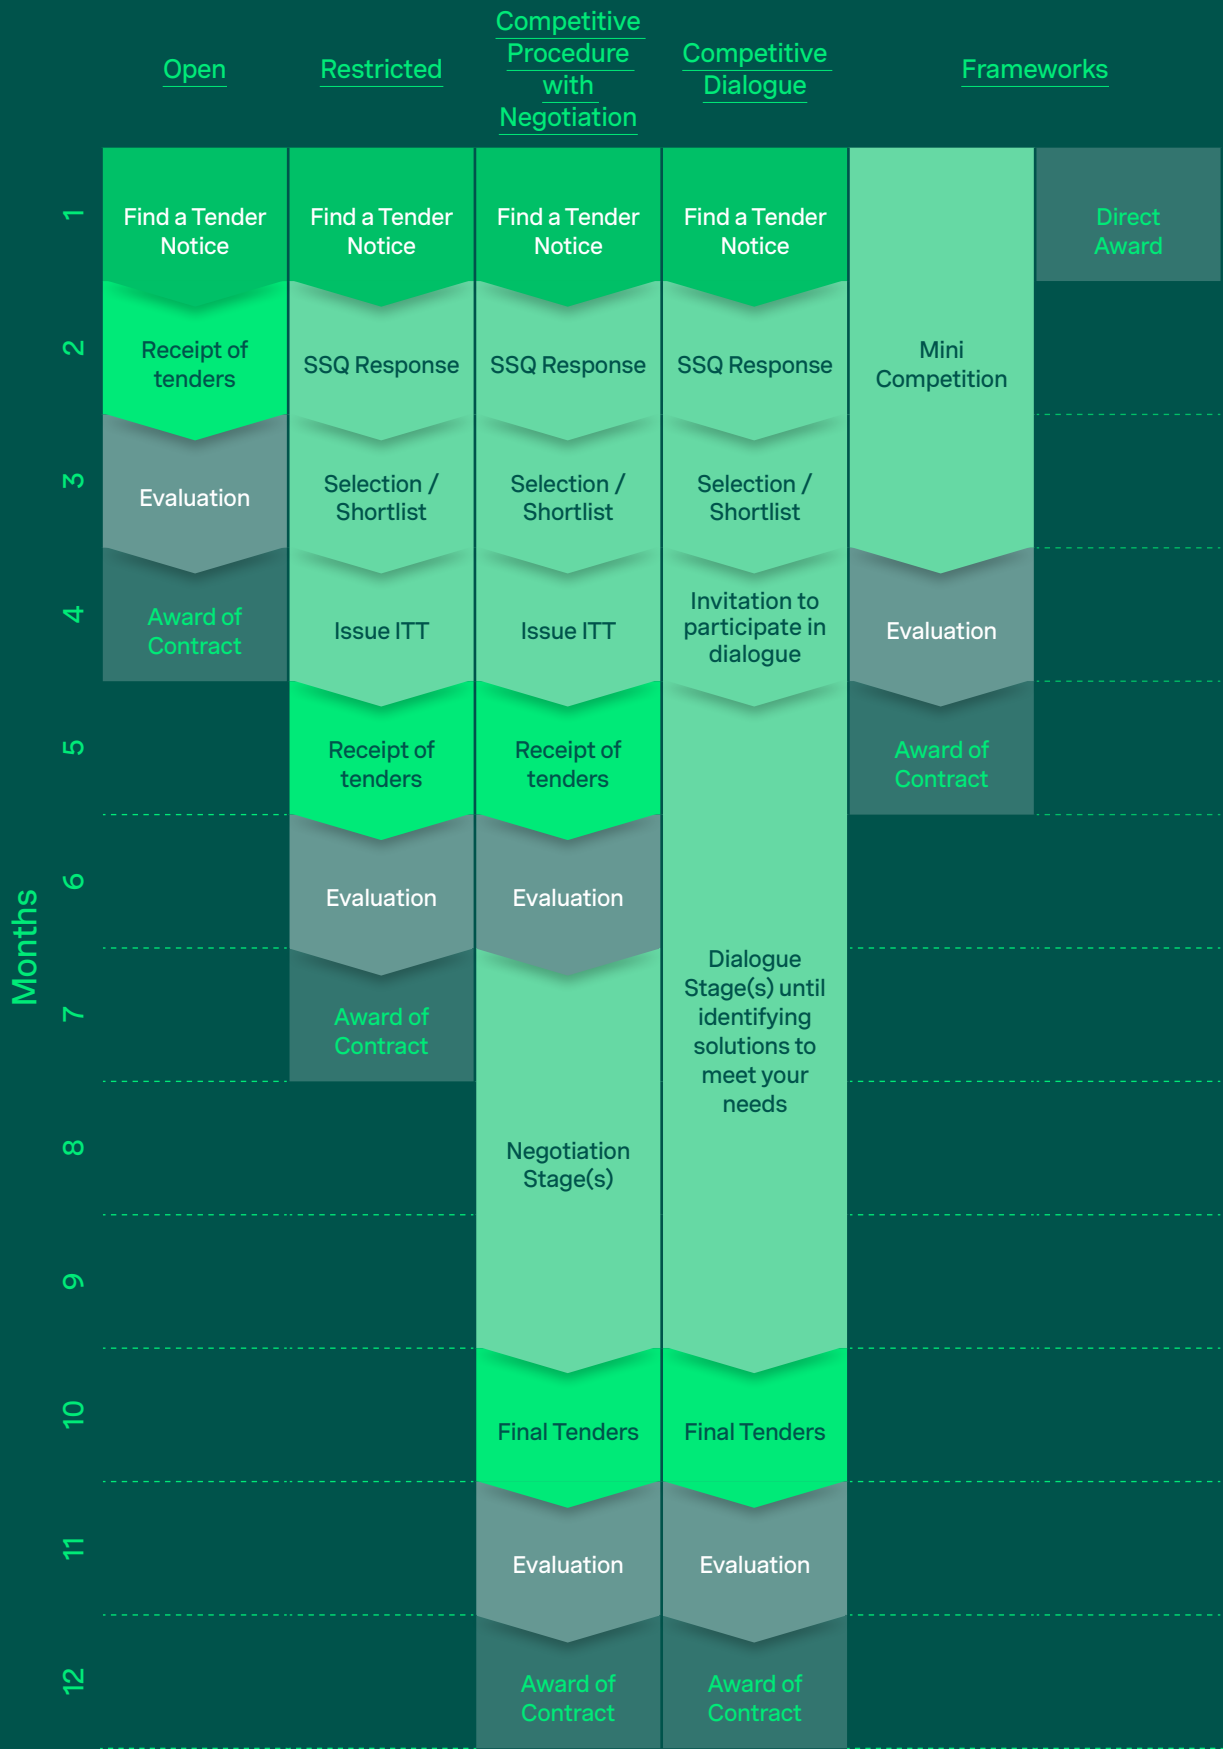 Open
Restricted
Competitive
Procedure
with
Negotiation
Competitive
Dialogue
Frameworks
Months
1
2
3
4
5
6
7
8
9
10
11
12
Find a Tender
Notice
Receipt of
tenders
Evaluation
Award of
Contract
Find a Tender
Notice
SSQ Response
Selection /
Shortlist
Issue ITT
Receipt of
tenders
Evaluation
Award of
Contract
Find a Tender
Notice
SSQ Response
Selection /
Shortlist
Issue ITT
Receipt of
tenders
Evaluation
Negotiation
Stage(s)
Final Tenders
Evaluation
Award of
Contract
Find a Tender
Notice
SSQ Response
Selection /
Shortlist
Invitation to
participate in
dialogue
Dialogue
Stage(s) until
identifying
solutions to
meet your
needs
Final Tenders
Evaluation
Award of
Contract
Mini
Competition
Evaluation
Award of
Contract
Direct
Award